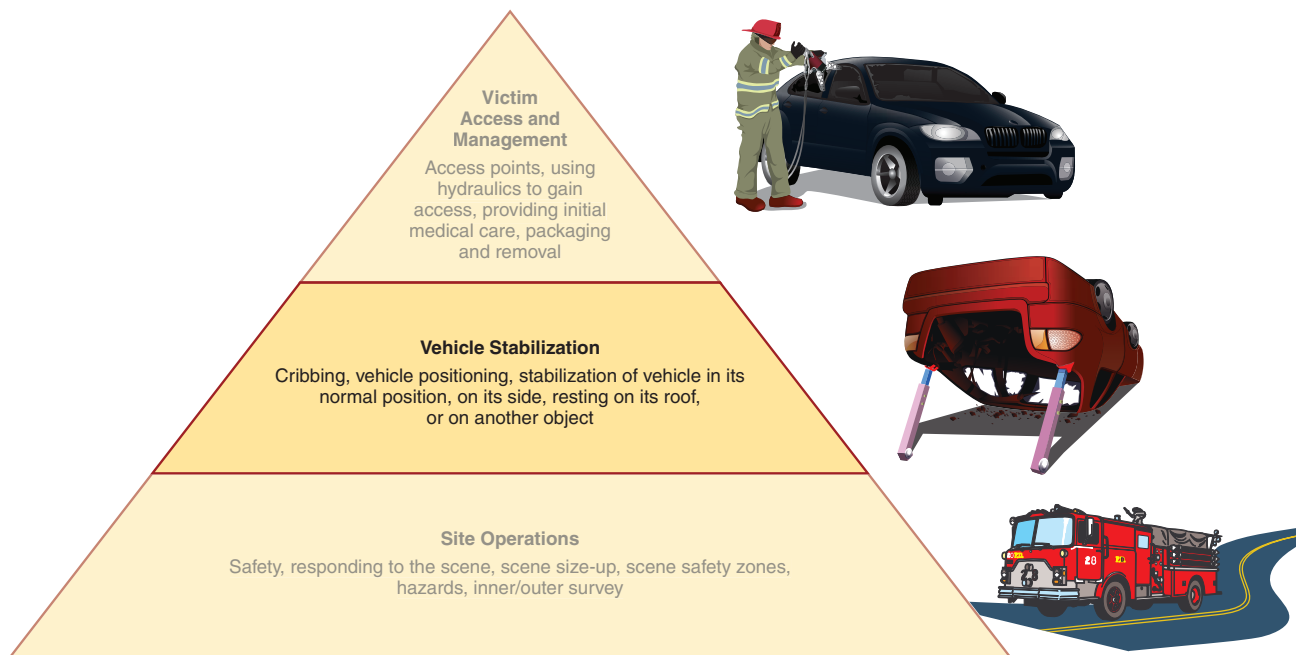 Victim
Access and
Management
Access points, using
hydraulics to gain
access, providing initial
medical care, packaging
and removal
Vehicle Stabilization
Cribbing, vehicle positioning, stabilization of vehicle in its
normal position, on its side, resting on its roof,
or on another object
Site Operations
Safety, responding to the scene, scene size-up, scene safety zones,
hazards, inner/outer survey
28